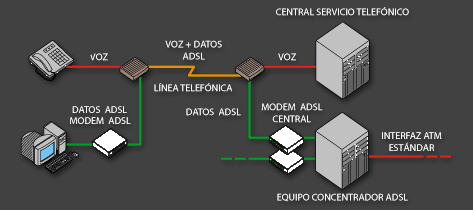 CENTRAL SERVICIO TELEFÓNICO
VOZ
VOZ + DATOS
ADSL
VOZ
LÍNEA TELEFÓNICA
DATOS ADSL
MODEM ADSL
DATOS ADSL
MODEM ADSL
CENTRAL
INTERFAZ ATM
ESTÁNDAR
EQUIPO CONCENTRADOR ADSL